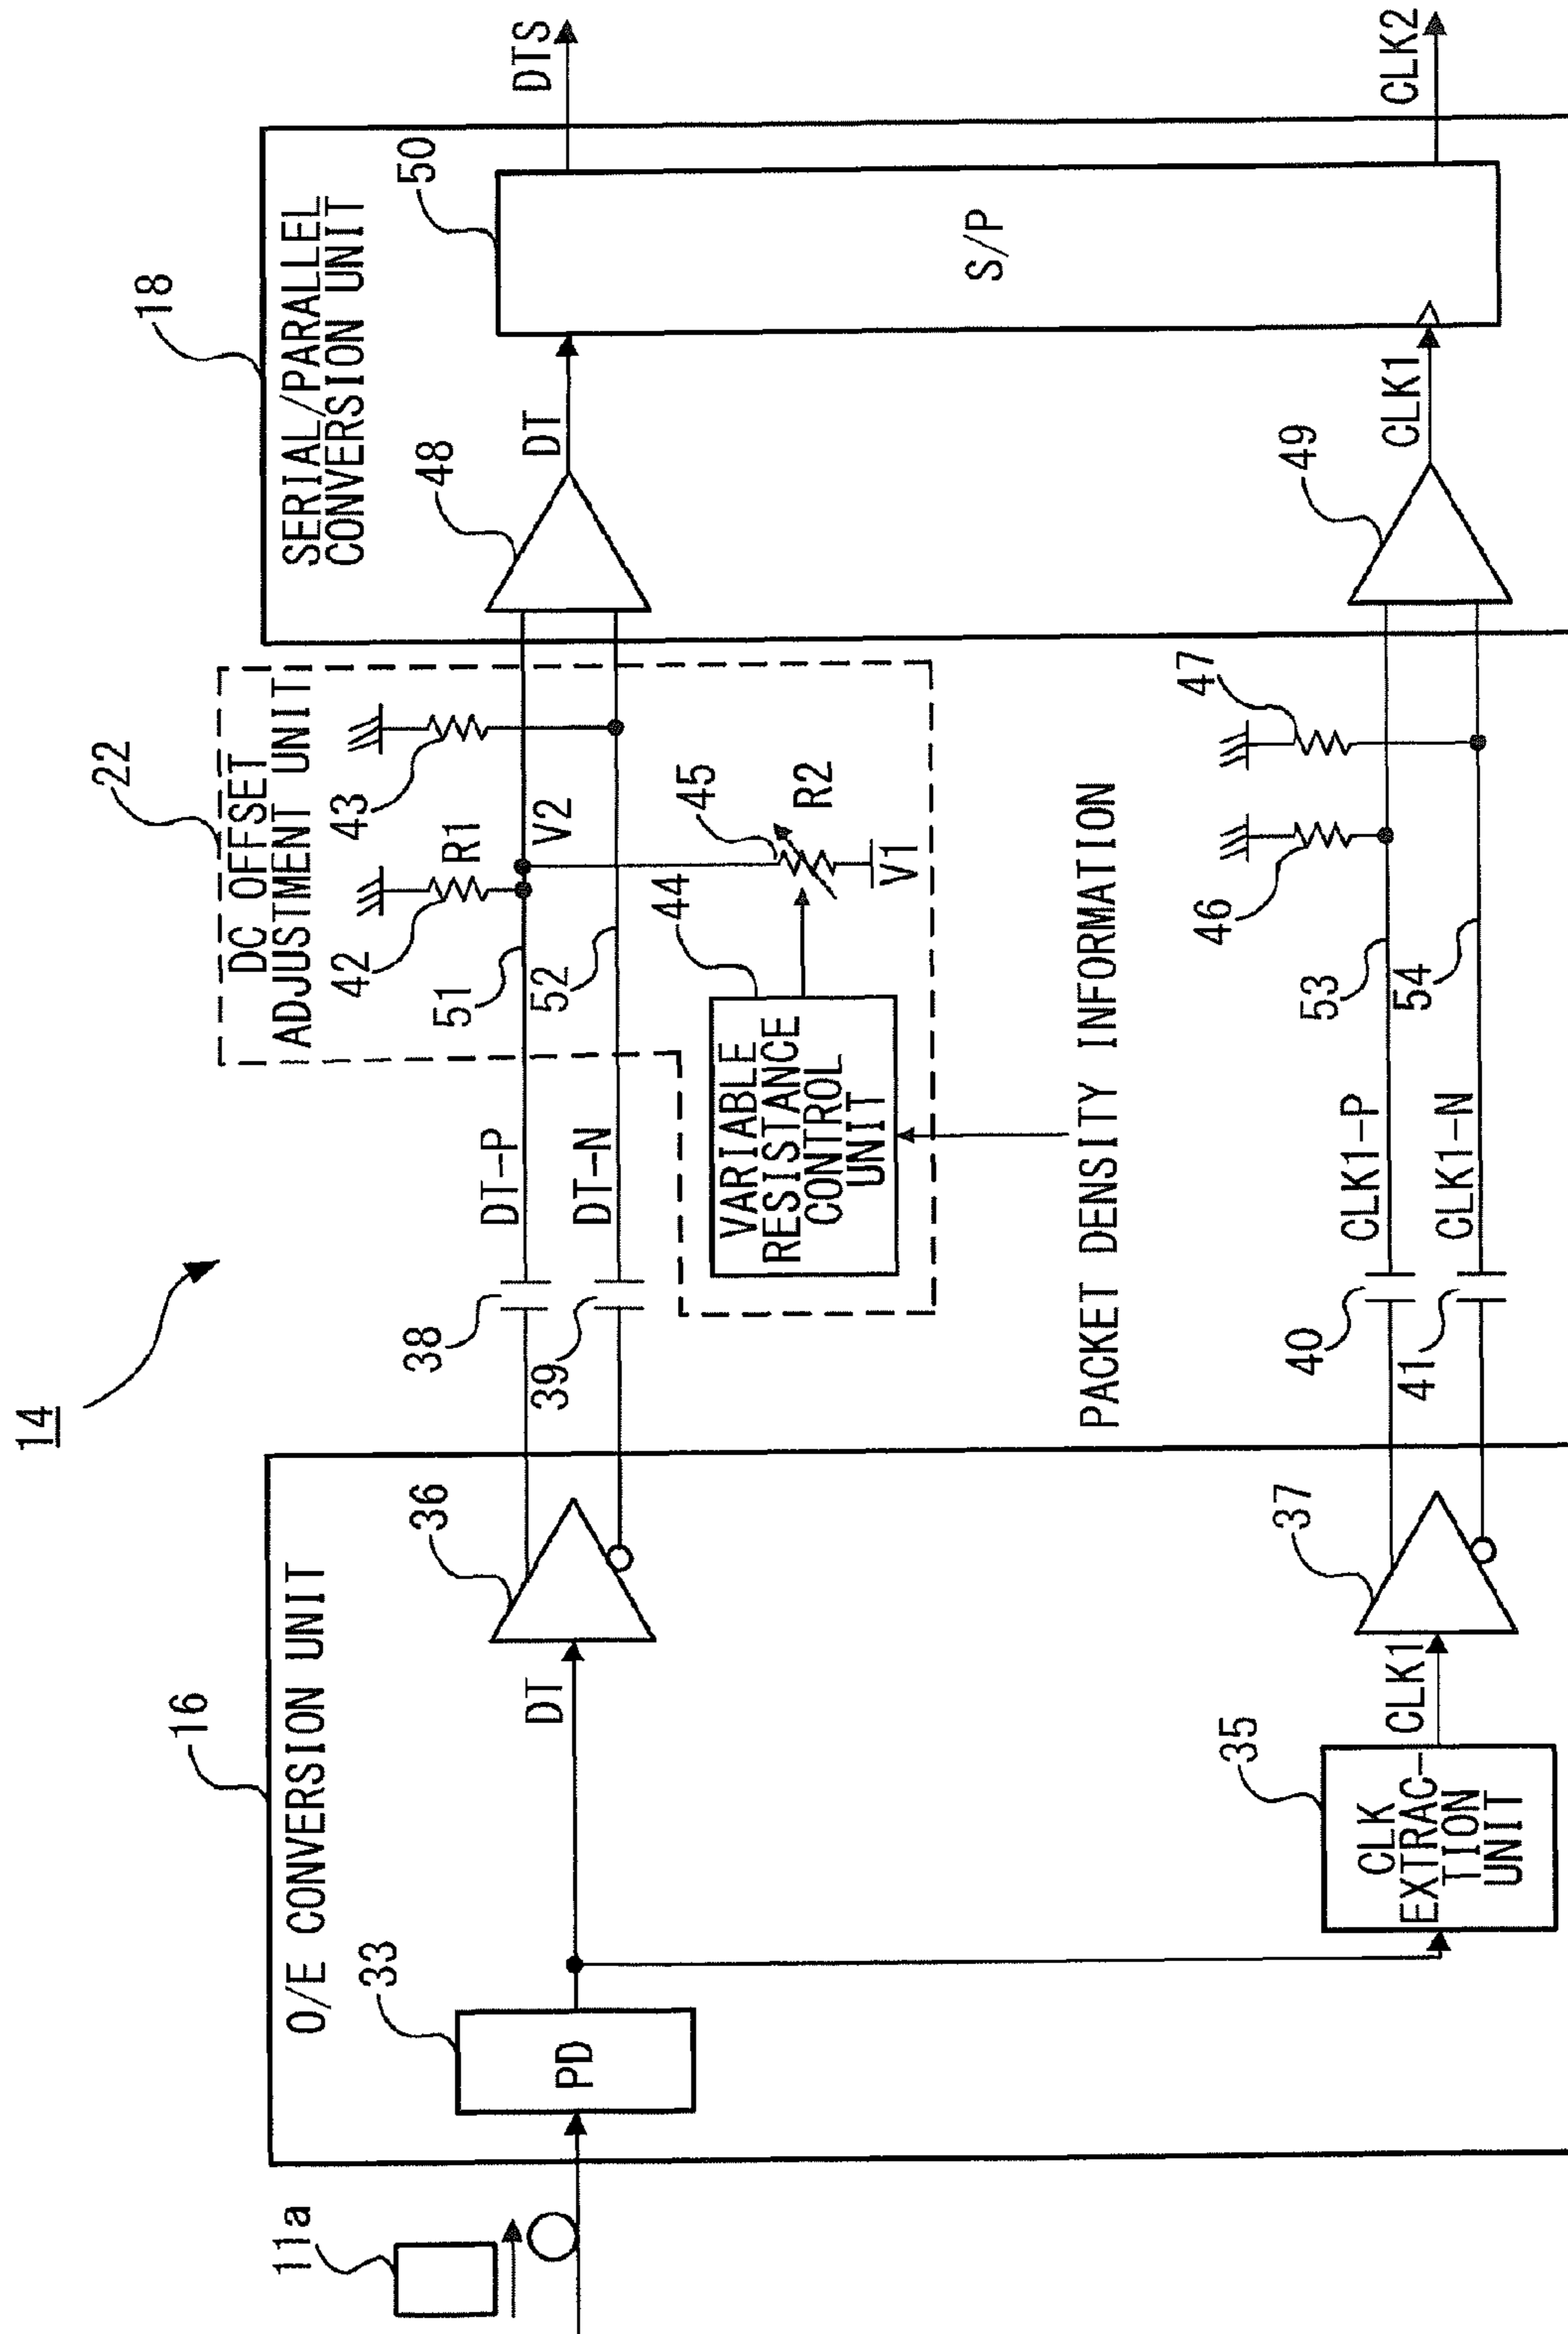 14
11a
16
O/E CONVERSION UNIT
33
PD
DT
36
35
CLK
EXTRAC-
TION
UNIT
CLK1
37
38
39
DT-P
DT-N
40
41
CLK1-P
CLK1-N
22
DC OFFSET
ADJUSTMENT UNIT
42
R1
43
51
52
V2
44
45
R2
V1
VARIABLE
RESISTANCE
CONTROL
UNIT
PACKET DENSITY INFORMATION
46
47
53
54
18
SERIAL/PARALLEL
CONVERSION UNIT
48
DT
49
CLK1
50
S/P
DTS
CLK2